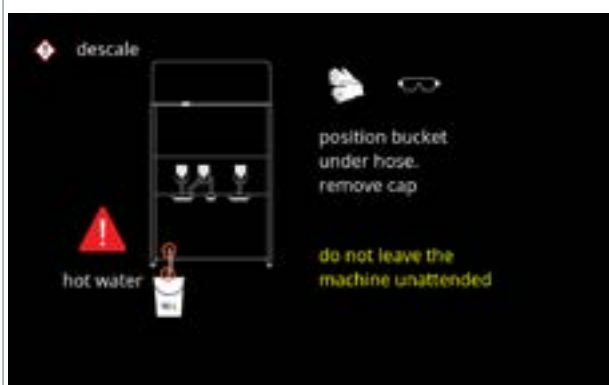 descale
position bucket
under hose.
remove cap
hot water
do not leave the
machine unattended